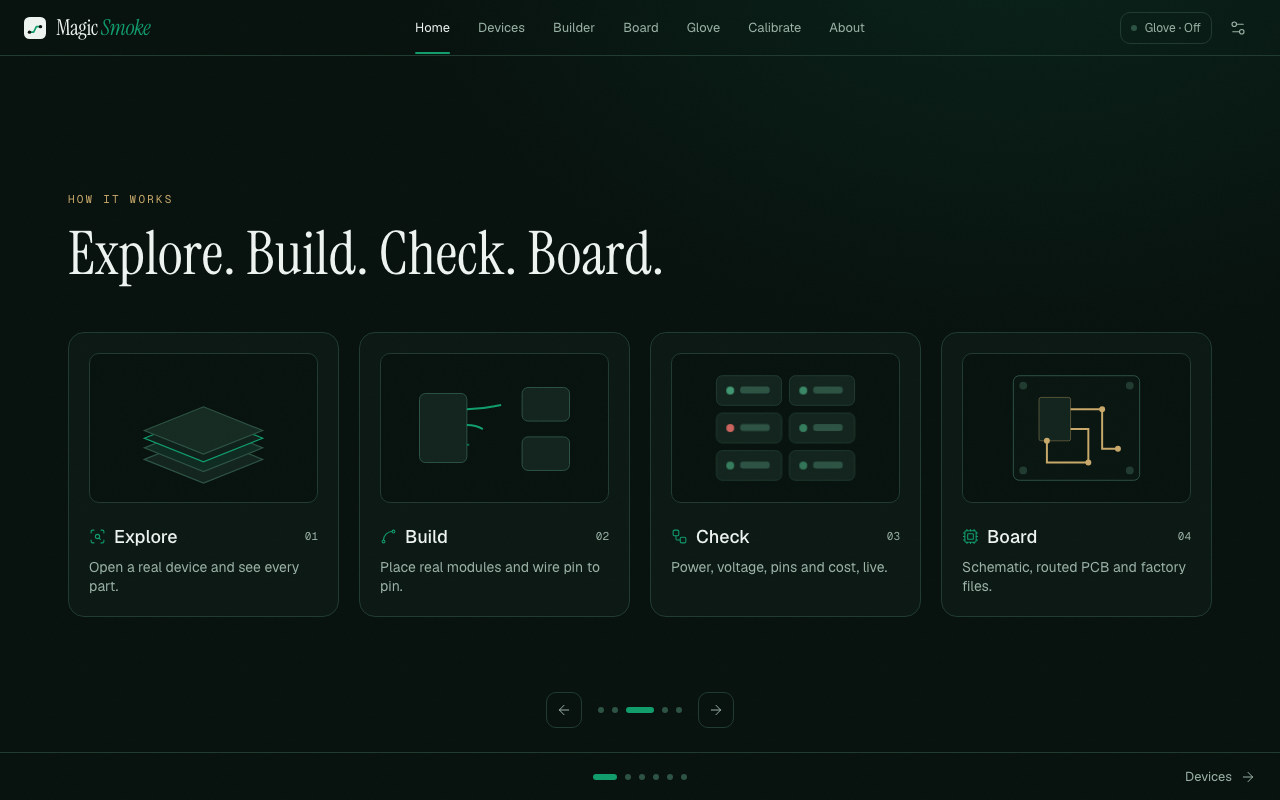 Magic Smoke
Home
Devices
Builder
Board
Glove
Calibrate
About
Glove · Off
HOW IT WORKS
Explore. Build. Check. Board.
Explore
01
Open a real device and see every
part.
Build
02
Place real modules and wire pin to
pin.
Check
03
Power, voltage, pins and cost, live.
Board
04
Schematic, routed PCB and factory
files.
Devices